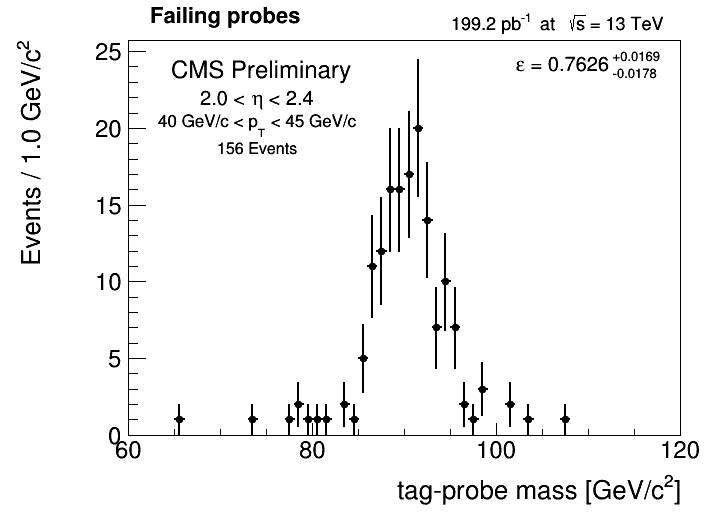 Failing probes
199.2 pb⁻¹ at √s = 13 TeV
CMS Preliminary
2.0 < η < 2.4
40 GeV/c < p_T < 45 GeV/c
156 Events
ε = 0.7626 +0.0169 -0.0178
Events / 1.0 GeV/c²
25
20
15
10
5
0
60 80 100 120
tag-probe mass [GeV/c²]